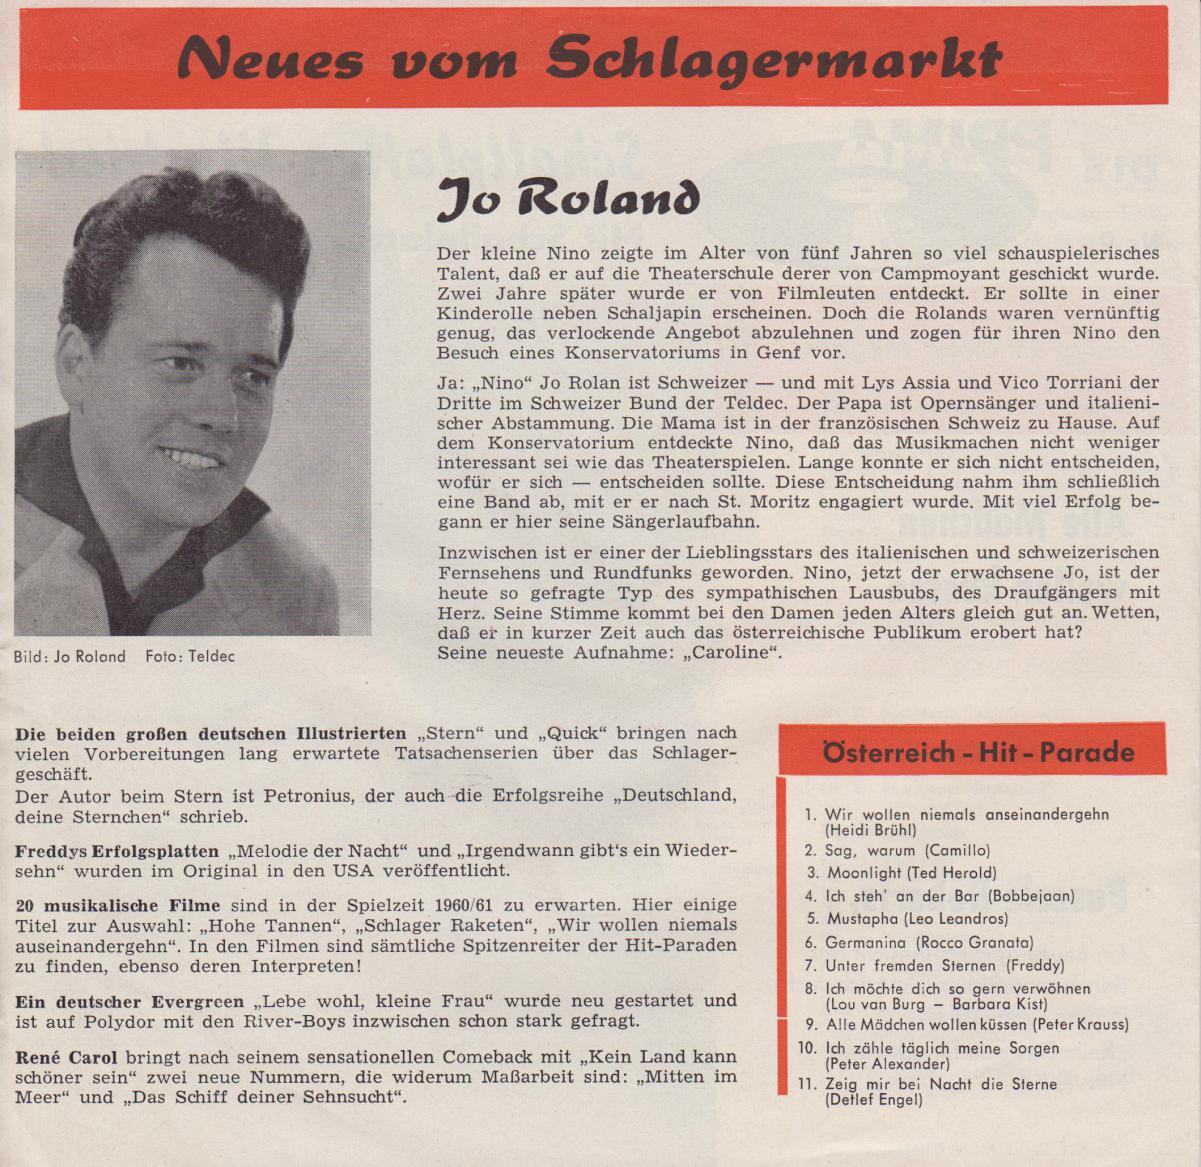 Neues vom Schlagermarkt
Jo Roland
Der kleine Nino zeigte im Alter von fünf Jahren so viel schauspielerisches
Talent, daß er auf die Theaterschule derer von Campmoyant geschickt wurde.
Zwei Jahre später wurde er von Filmleuten entdeckt. Er sollte in einer
Kinderolle neben Schaljapin erscheinen. Doch die Rolands waren vernünftig
genug, das verlockende Angebot abzulehnen und zogen für ihren Nino den
Besuch eines Konservatoriums in Genf vor.
Ja: „Nino“ Jo Rolan ist Schweizer — und mit Lys Assia und Vico Torriani der
Dritte im Schweizer Bund der Teldec. Der Papa ist Opernsänger und italieni-
scher Abstammung. Die Mama ist in der französischen Schweiz zu Hause. Auf
dem Konservatorium entdeckte Nino, daß das Musikmachen nicht weniger
interessant sei wie das Theaterspielen. Lange konnte er sich nicht entscheiden,
wofür er sich — entscheiden sollte. Diese Entscheidung nahm ihm schließlich
eine Band ab, mit er er nach St. Moritz engagiert wurde. Mit viel Erfolg be-
gann er hier seine Sängerlaufbahn.
Inzwischen ist er einer der Lieblingsstars des italienischen und schweizerischen
Fernsehens und Rundfunks geworden. Nino, jetzt der erwachsene Jo, ist der
heute so gefragte Typ des sympathischen Lausbubs, des Draufgängers mit
Herz. Seine Stimme kommt bei den Damen jeden Alters gleich gut an. Wetten,
daß er in kurzer Zeit auch das österreichische Publikum erobert hat?
Seine neueste Aufnahme: „Caroline“.
Bild: Jo Roland Foto: Teldec
Die beiden großen deutschen Illustrierten „Stern“ und „Quick“ bringen nach
vielen Vorbereitungen lang erwartete Tatsachenserien über das Schlager-
geschäft.
Der Autor beim Stern ist Petronius, der auch die Erfolgsreihe „Deutschland,
deine Sternchen“ schrieb.
Freddys Erfolgsplatten „Melodie der Nacht“ und „Irgendwann gibt's ein Wieder-
sehn“ wurden im Original in den USA veröffentlicht.
20 musikalische Filme sind in der Spielzeit 1960/61 zu erwarten. Hier einige
Titel zur Auswahl: „Hohe Tannen“, „Schlager Raketen“, „Wir wollen niemals
auseinandergehn“. In den Filmen sind sämtliche Spitzenreiter der Hit-Paraden
zu finden, ebenso deren Interpreten!
Ein deutscher Evergreen „Lebe wohl, kleine Frau“ wurde neu gestartet und
ist auf Polydor mit den River-Boys inzwischen schon stark gefragt.
René Carol bringt nach seinem sensationellen Comeback mit „Kein Land kann
schöner sein“ zwei neue Nummern, die widerum Maßarbeit sind: „Mitten im
Meer“ und „Das Schiff deiner Sehnsucht“.
Österreich - Hit - Parade
1. Wir wollen niemals anseinandergehn
(Heidi Brühl)
2. Sag, warum (Camillo)
3. Moonlight (Ted Herold)
4. Ich steh' an der Bar (Bobbejaan)
5. Mustapha (Leo Leandros)
6. Germanina (Rocco Granata)
7. Unter fremden Sternen (Freddy)
8. Ich möchte dich so gern verwöhnen
(Lou van Burg – Barbara Kist)
9. Alle Mädchen wollen küssen (Peter Krauss)
10. Ich zähle täglich meine Sorgen
(Peter Alexander)
11. Zeig mir bei Nacht die Sterne
(Detlef Engel)